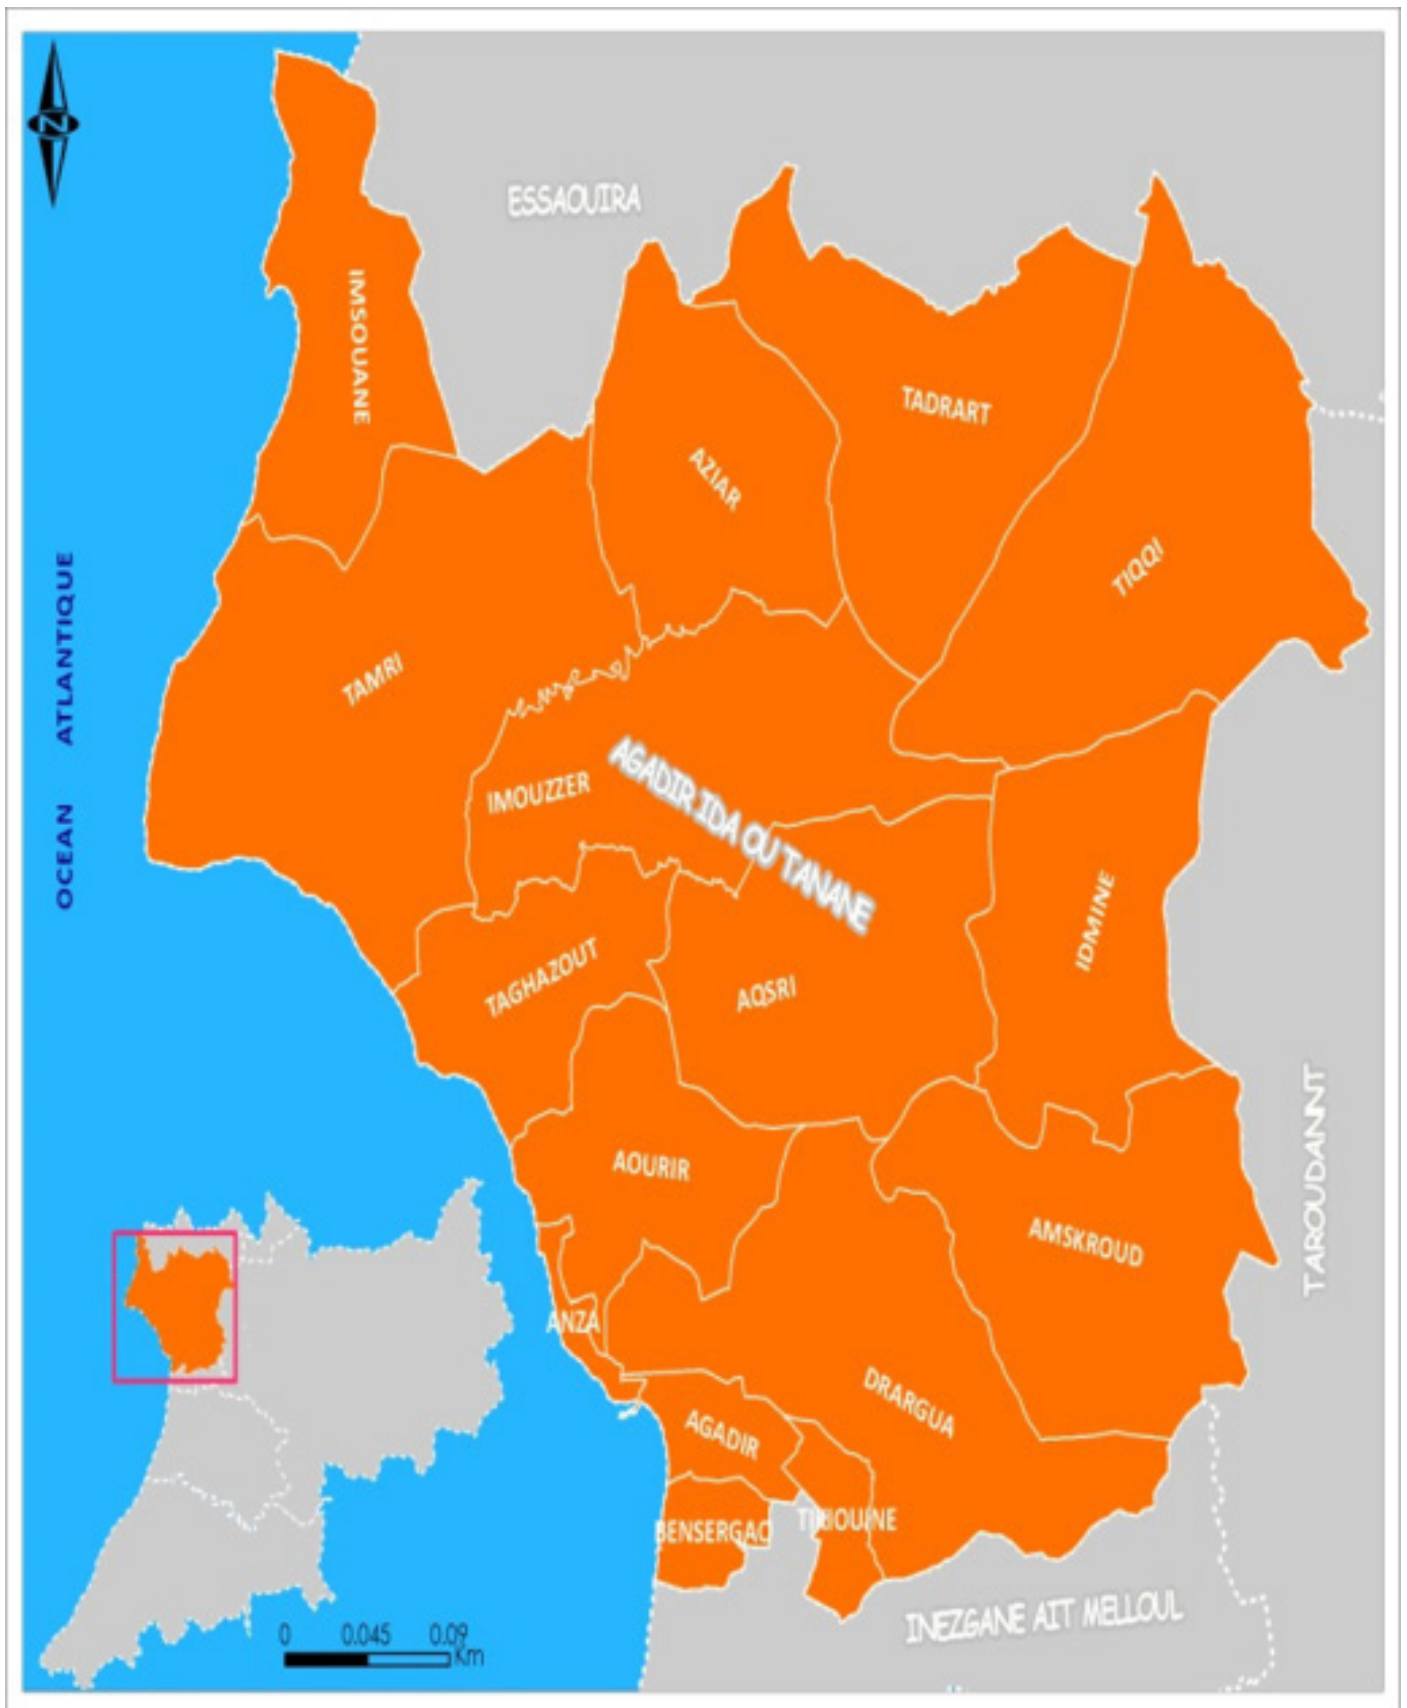 N
ESSAOUIRA
IMSOUANE
TADRART
AZIAR
TIQQI
OCEAN ATLANTIQUE
TAMRI
AGADIR IDA OU TANANE
IMOUZZER
IDMINE
TAGHAZOUT
AQSRI
AOURIR
AMSKROUD
TAROUDANNT
ANZA
DRARGUA
AGADIR
BENSERGAO
TIKIOUINE
INEZGANE AIT MELLOUL
0 0.045 0.09
Km